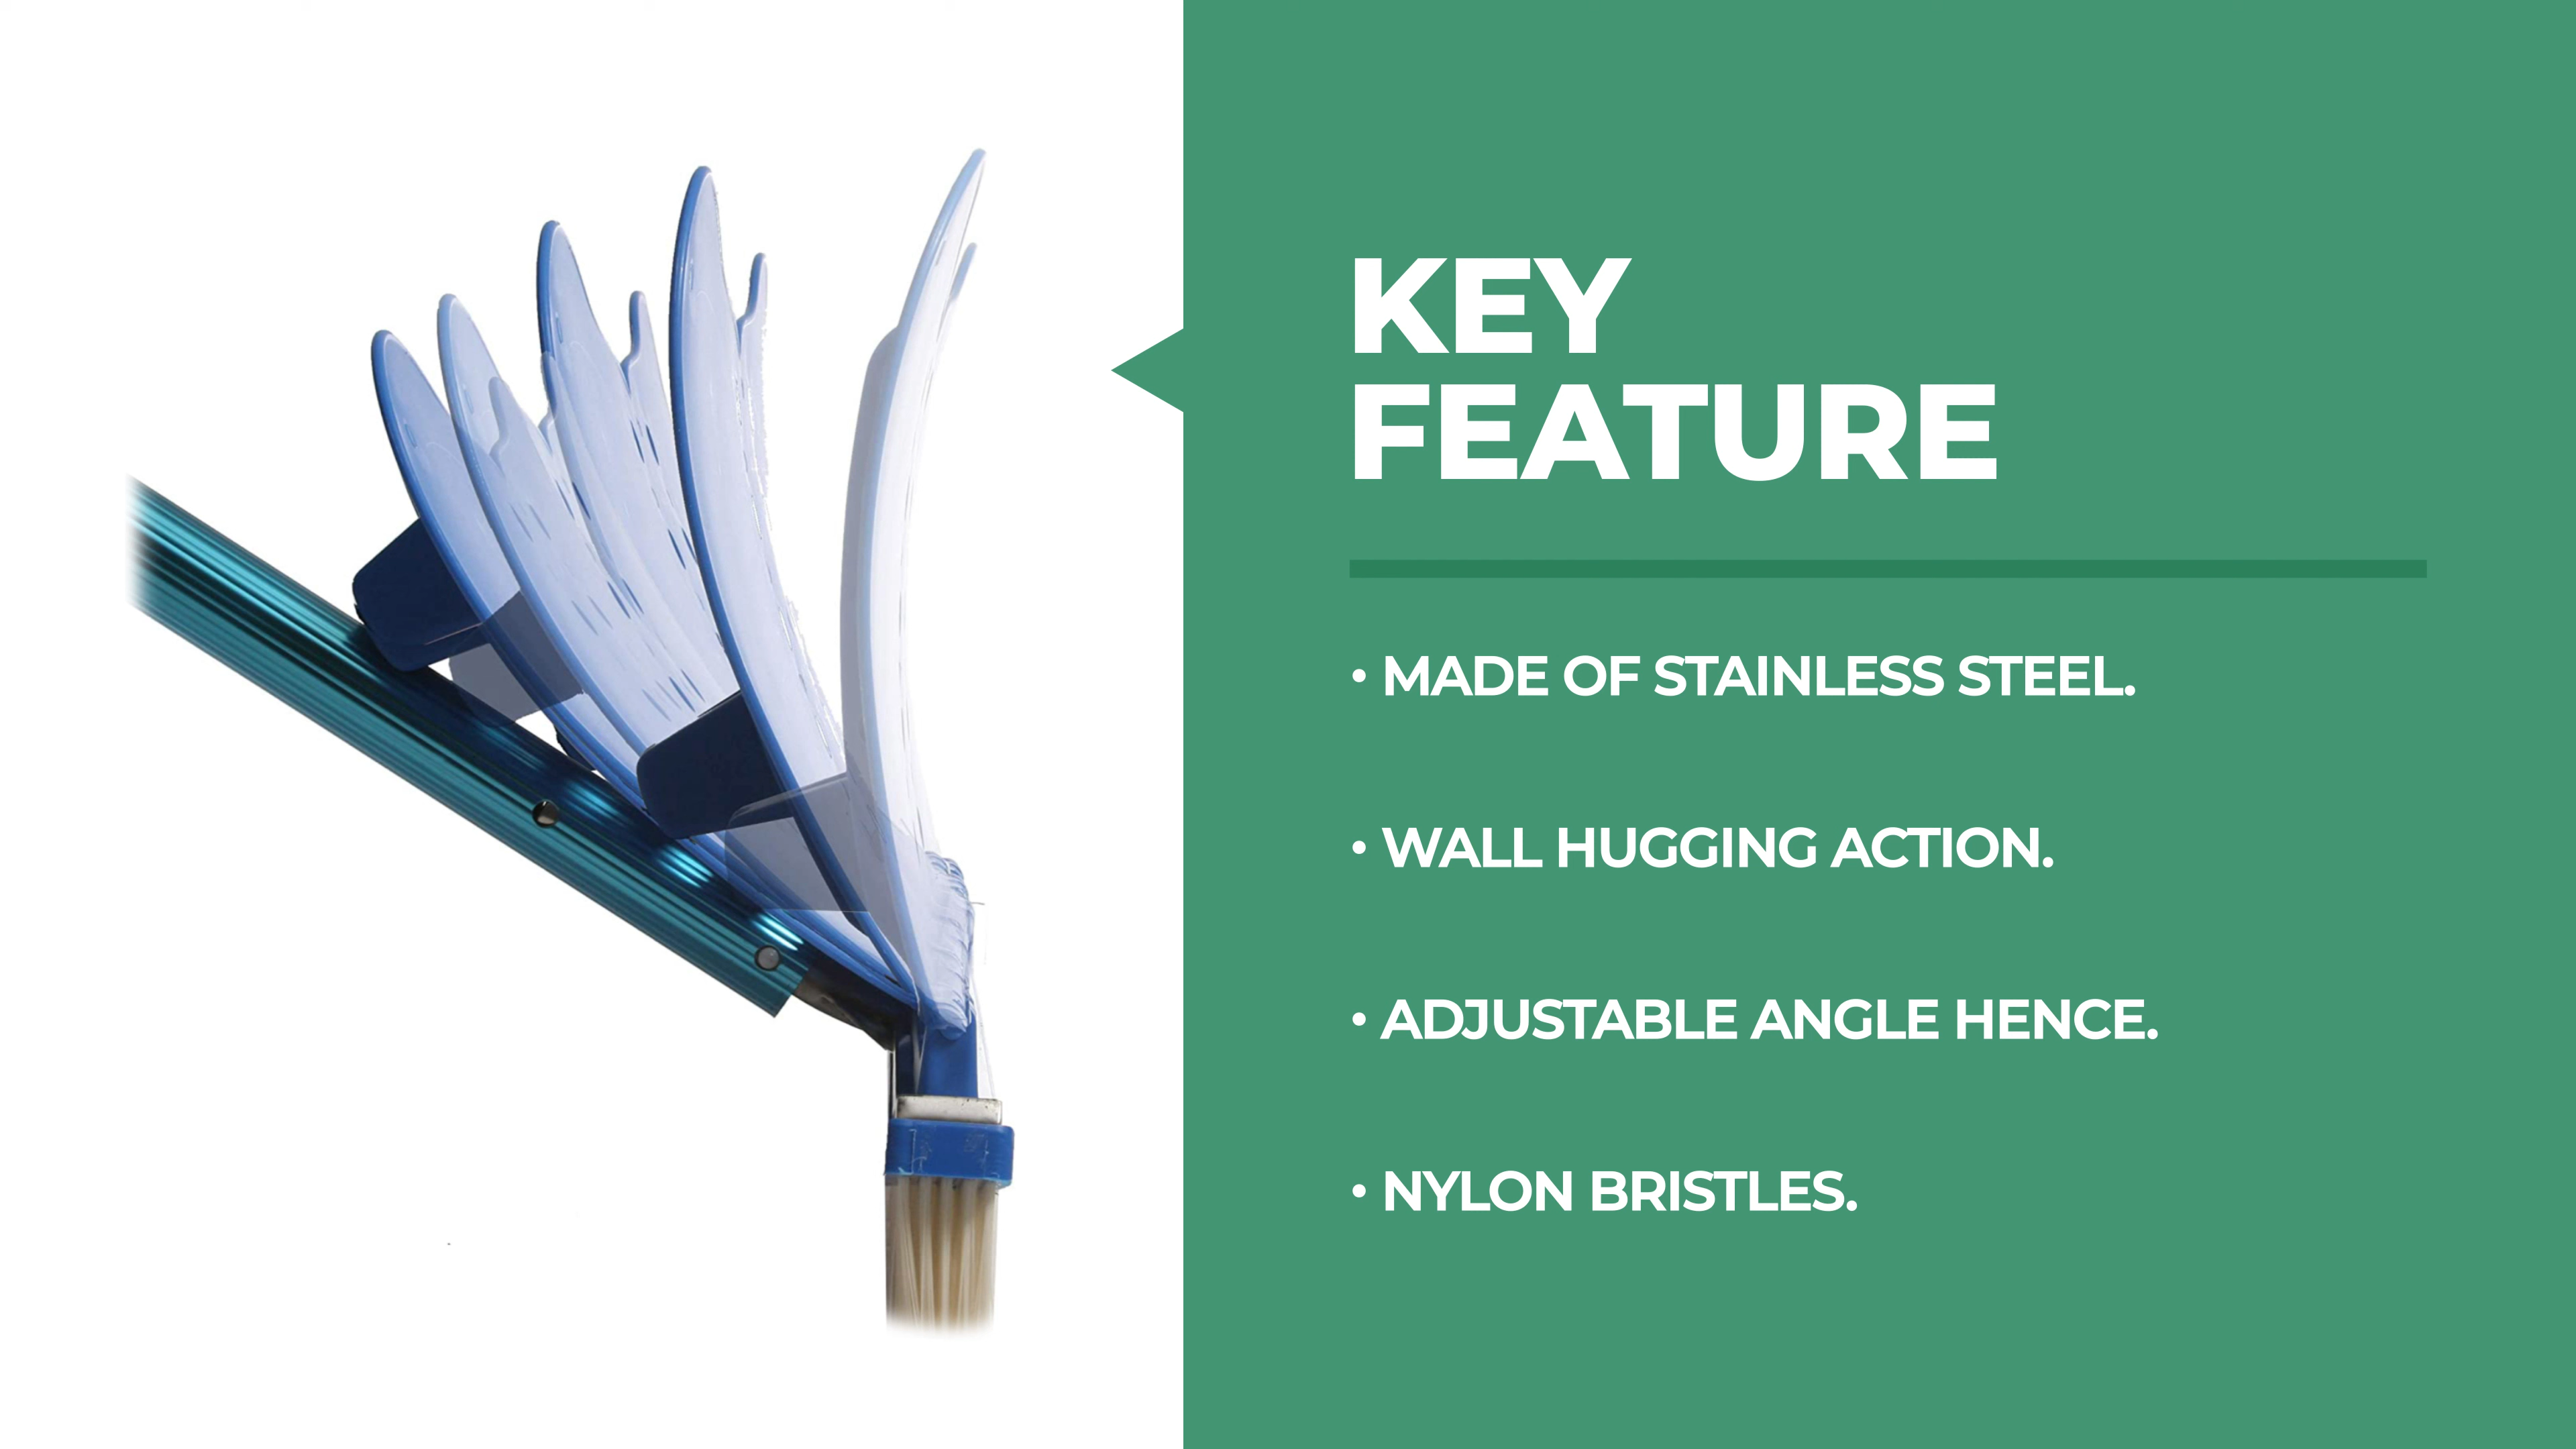 KEY
FEATURE
• MADE OF STAINLESS STEEL.
• WALL HUGGING ACTION.
• ADJUSTABLE ANGLE HENCE.
• NYLON BRISTLES.